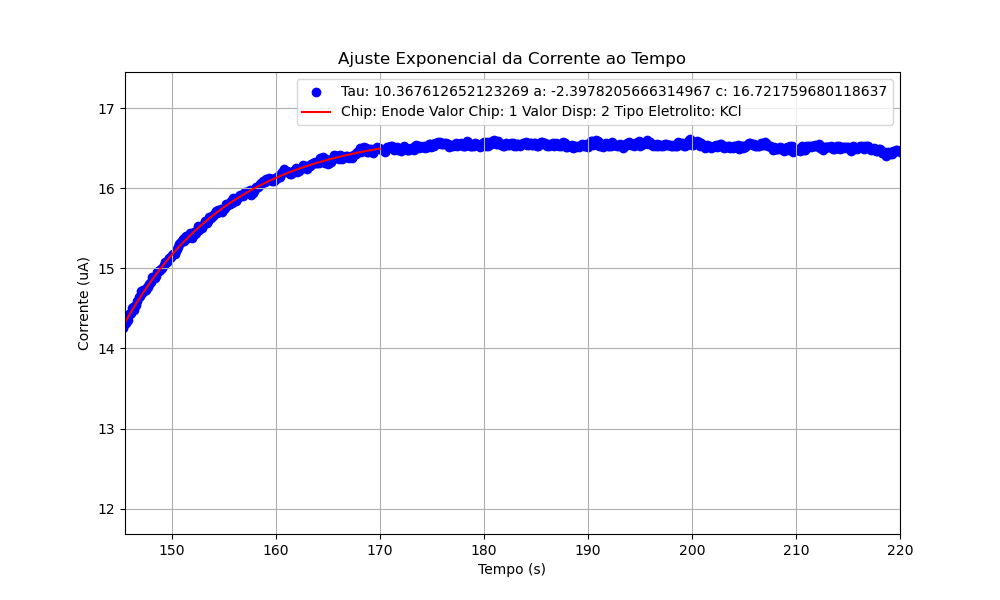 Ajuste Exponencial da Corrente ao Tempo
Tau: 10.367612652123269 a: -2.3978205666314967 c: 16.721759680118637
Chip: Enode Valor Chip: 1 Valor Disp: 2 Tipo Eletrolito: KCl
17
16
15
14
13
12
Corrente (uA)
150 160 170 180 190 200 210 220
Tempo (s)